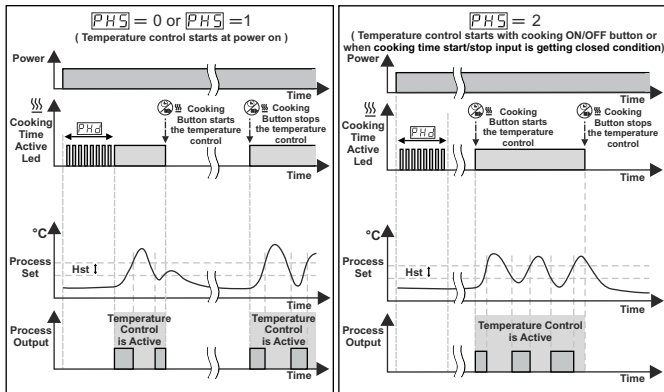 PHS = 0 or PHS =1
( Temperature control starts at power on )
Power
Time
Cooking
Time
Active
Led
PHd
Cooking
Button starts
the temperature
control
Cooking
Button stops
the temperature
control
Time
°C
Process
Set
Hst
Time
Process
Output
Temperature
Control
is Active
Temperature
Control
is Active
Time
PHS = 2
( Temperature control starts with cooking ON/OFF button or
when cooking time start/stop input is getting closed condition)
Power
Time
Cooking
Time
Active
Led
PHd
Cooking
Button starts
the temperature
control
Cooking
Button stops
the temperature
control
Time
°C
Process
Set
Hst
Time
Process
Output
Temperature Control
is Active
Time